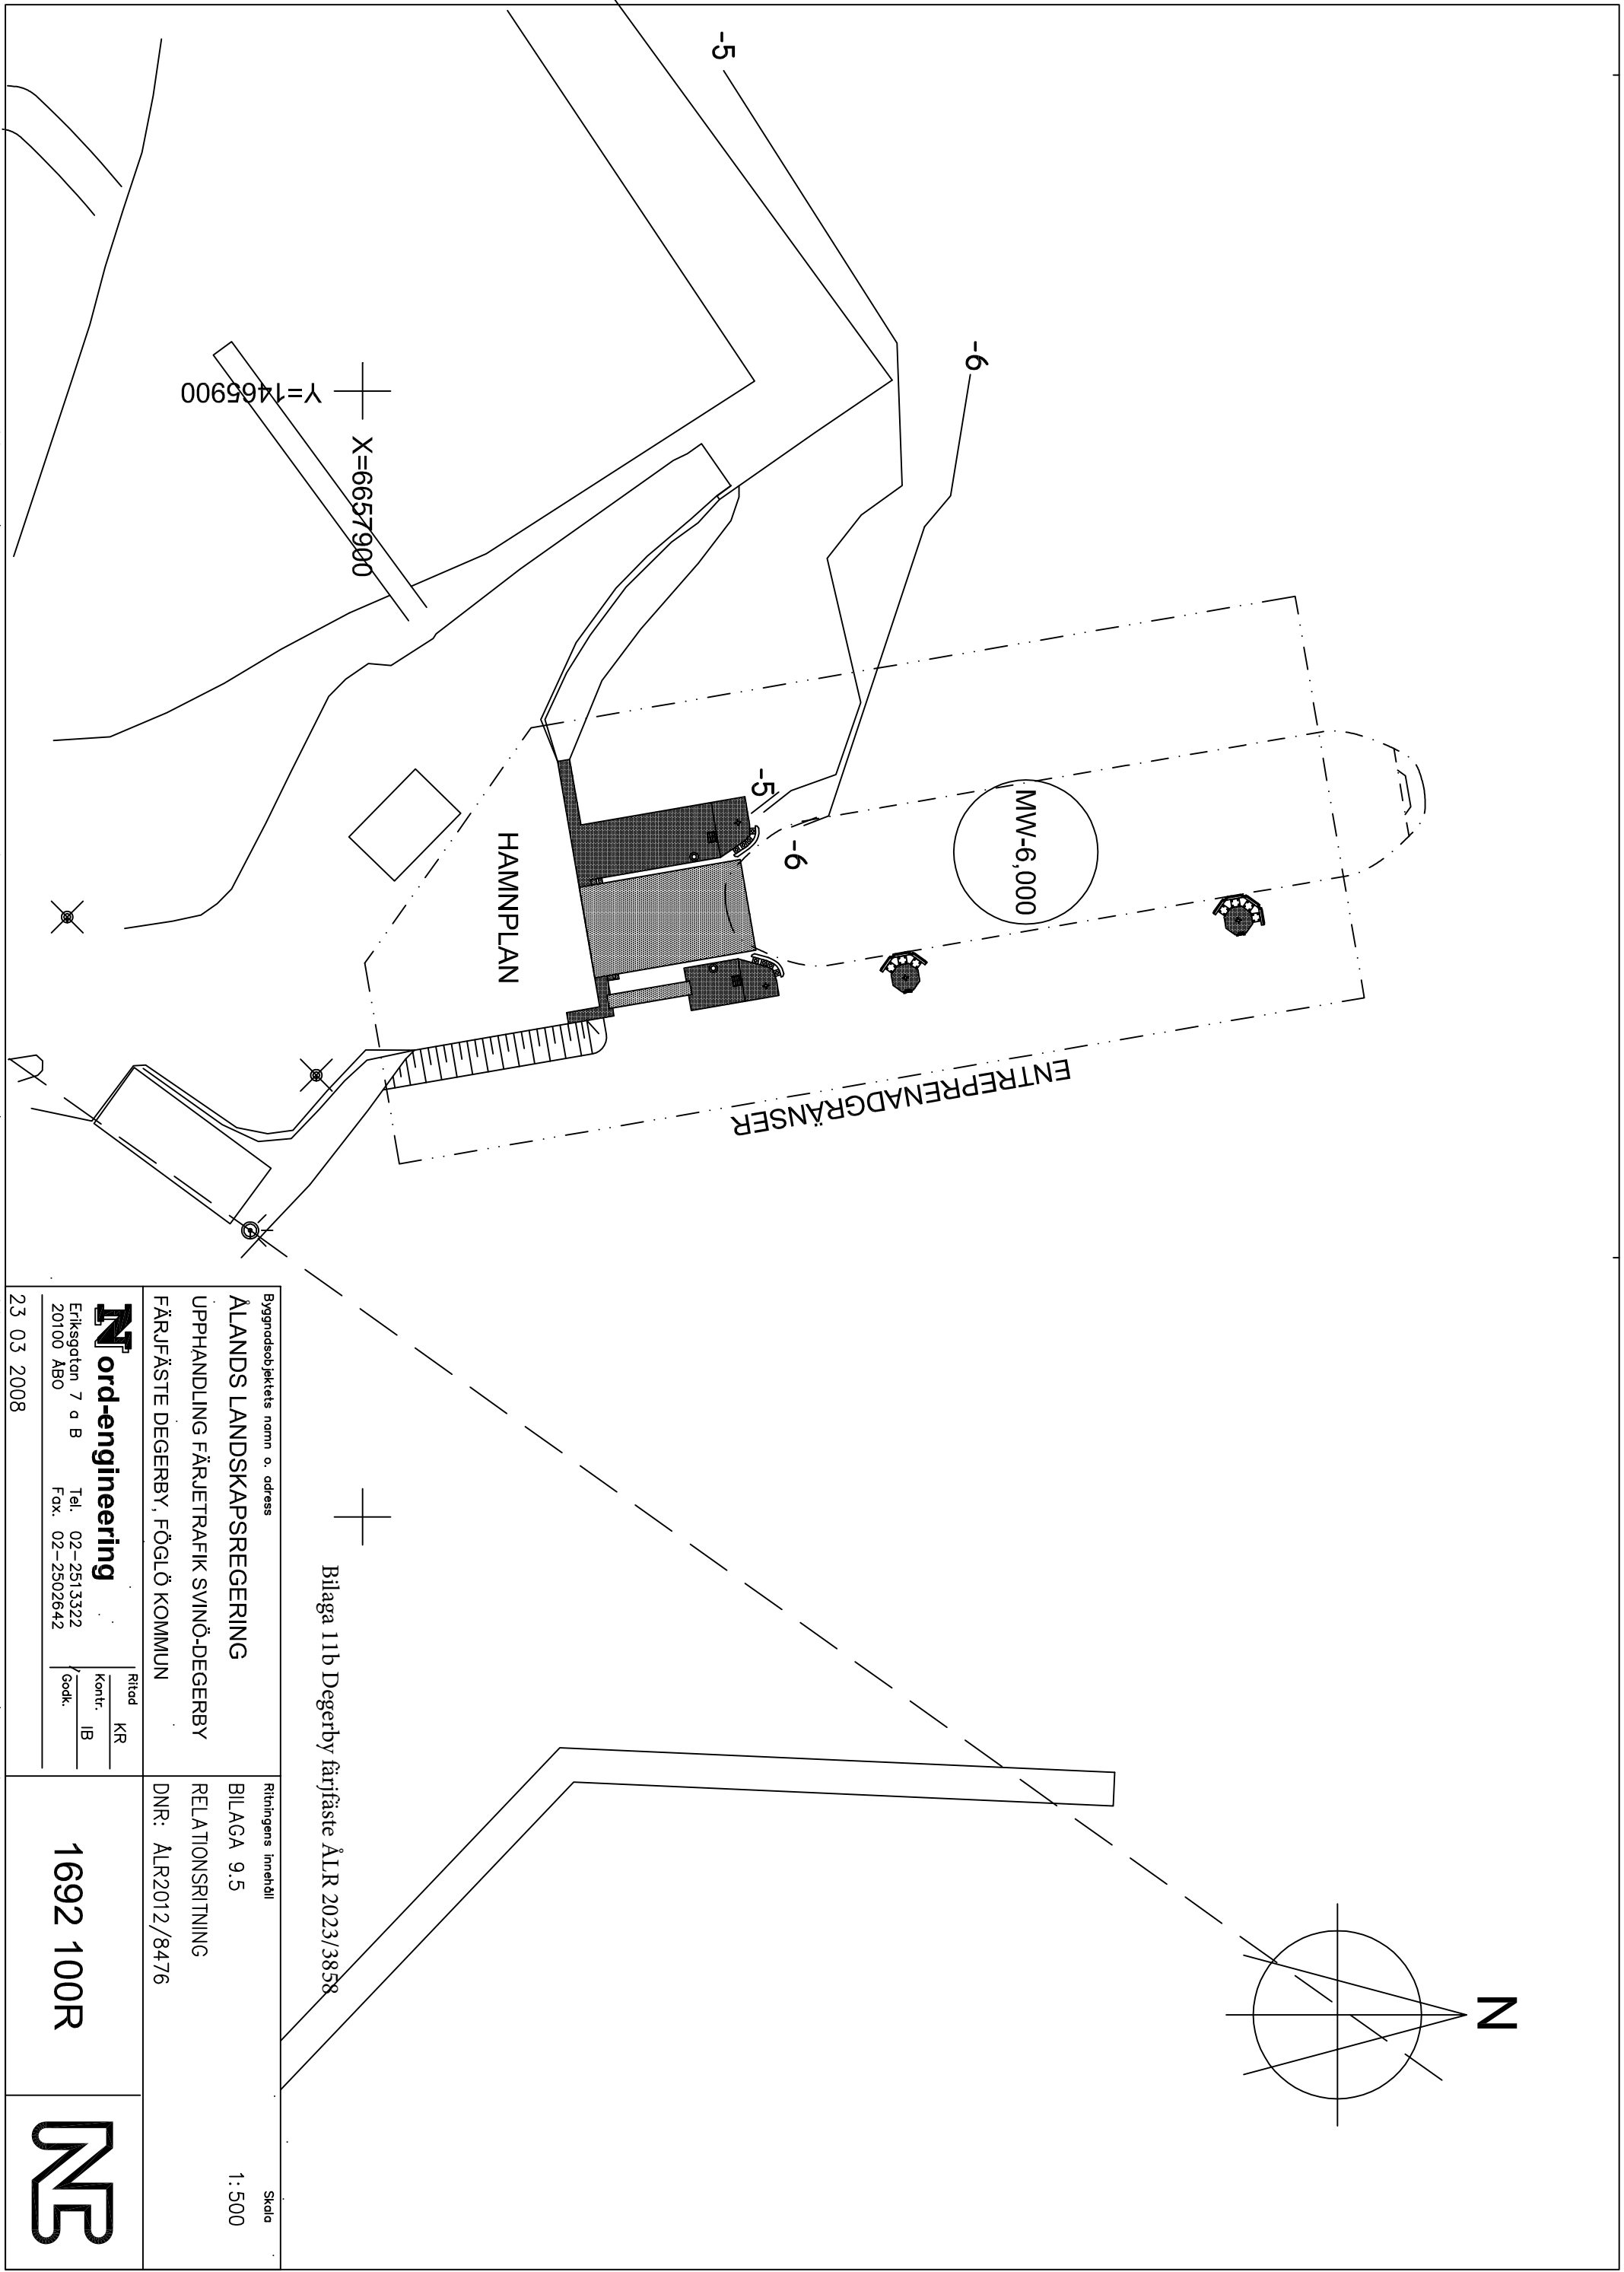 N
-5
-6
MW-6,000
-5
-6
ENTREPRENADGRÄNSER
HAMNPLAN
X=6657900
Y=1465900
Bilaga 11b Degerby färjfäste ÅLR 2023/3858
Byggnadsobjektets namn o. adress
ÅLANDS LANDSKAPSREGERING
UPPHANDLING FÄRJETRAFIK SVINÖ-DEGERBY
FÄRJFÄSTE DEGERBY, FÖGLÖ KOMMUN
Ritningens innehåll
BILAGA 9.5
RELATIONSRITNING
DNR: ÅLR2012/8476
Skala
1:500
Nord-engineering
Eriksgatan 7 a B Tel. 02-2513322
20100 ÅBO Fax. 02-2502642
Ritad KR
Kontr. IB
Godk.
23 03 2008
1692 100R
NE